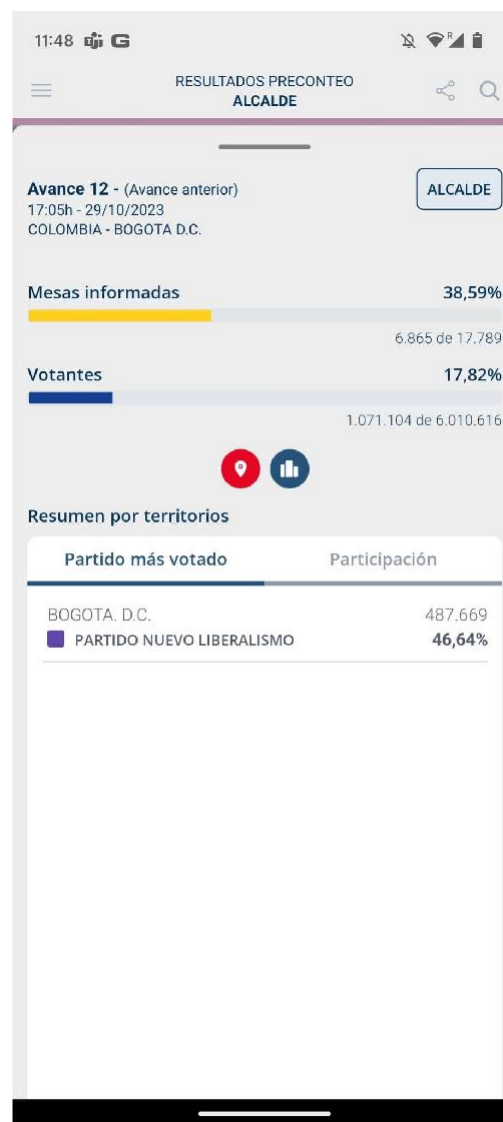 11:48
RESULTADOS PRECONTEO
ALCALDE
Avance 12 - (Avance anterior)
17:05h - 29/10/2023
COLOMBIA - BOGOTA D.C.
ALCALDE
Mesas informadas 38,59%
6.865 de 17.789
Votantes 17,82%
1.071.104 de 6.010.616
Resumen por territorios
Partido más votado Participación
BOGOTA. D.C. 487.669
PARTIDO NUEVO LIBERALISMO 46,64%